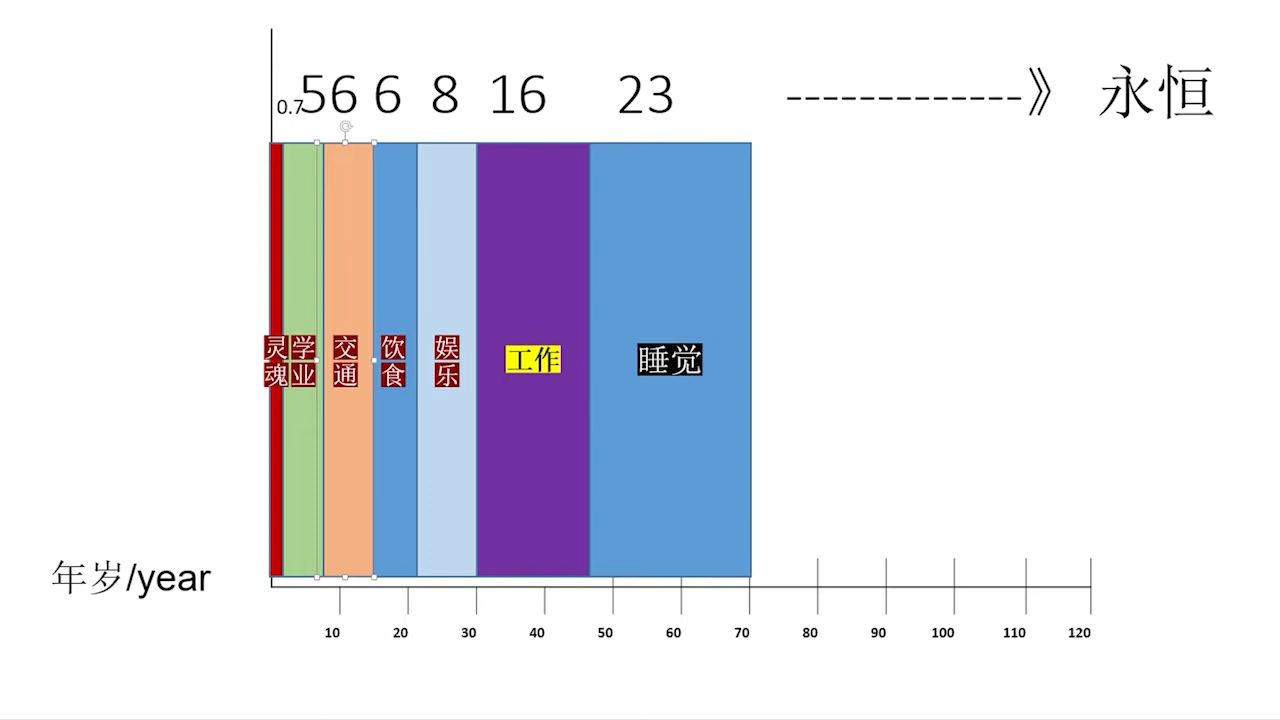 0.7 5 6 6 8 16 23 -------------》 永恒
灵魂
学业
交通
饮食
娱乐
工作
睡觉
年岁/year
10 20 30 40 50 60 70 80 90 100 110 120